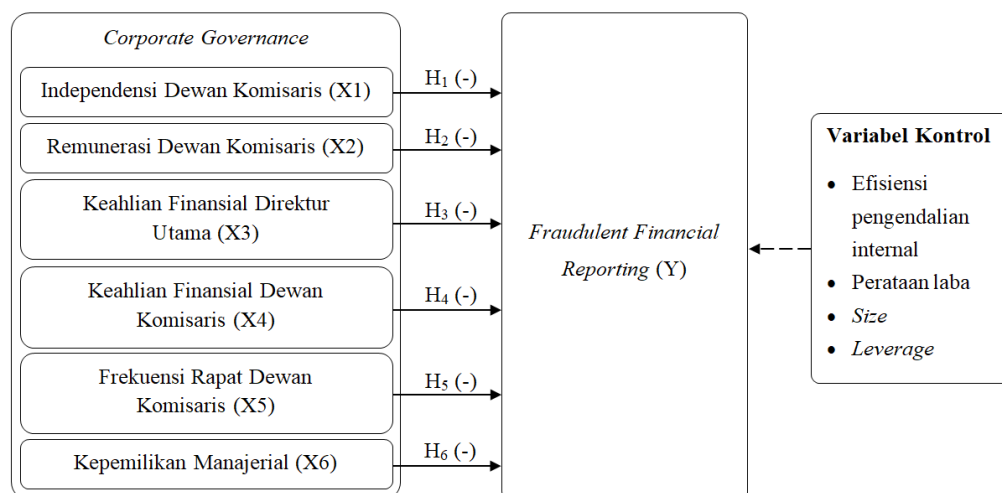 Corporate Governance
Independensi Dewan Komisaris (X1)
Remunerasi Dewan Komisaris (X2)
Keahlian Finansial Direktur
Utama (X3)
Keahlian Finansial Dewan
Komisaris (X4)
Frekuensi Rapat Dewan
Komisaris (X5)
Kepemilikan Manajerial (X6)
H₁ (-)
H₂ (-)
H₃ (-)
H₄ (-)
H₅ (-)
H₆ (-)
Fraudulent Financial
Reporting (Y)
Variabel Kontrol
• Efisiensi
pengendalian
internal
• Perataan laba
• Size
• Leverage